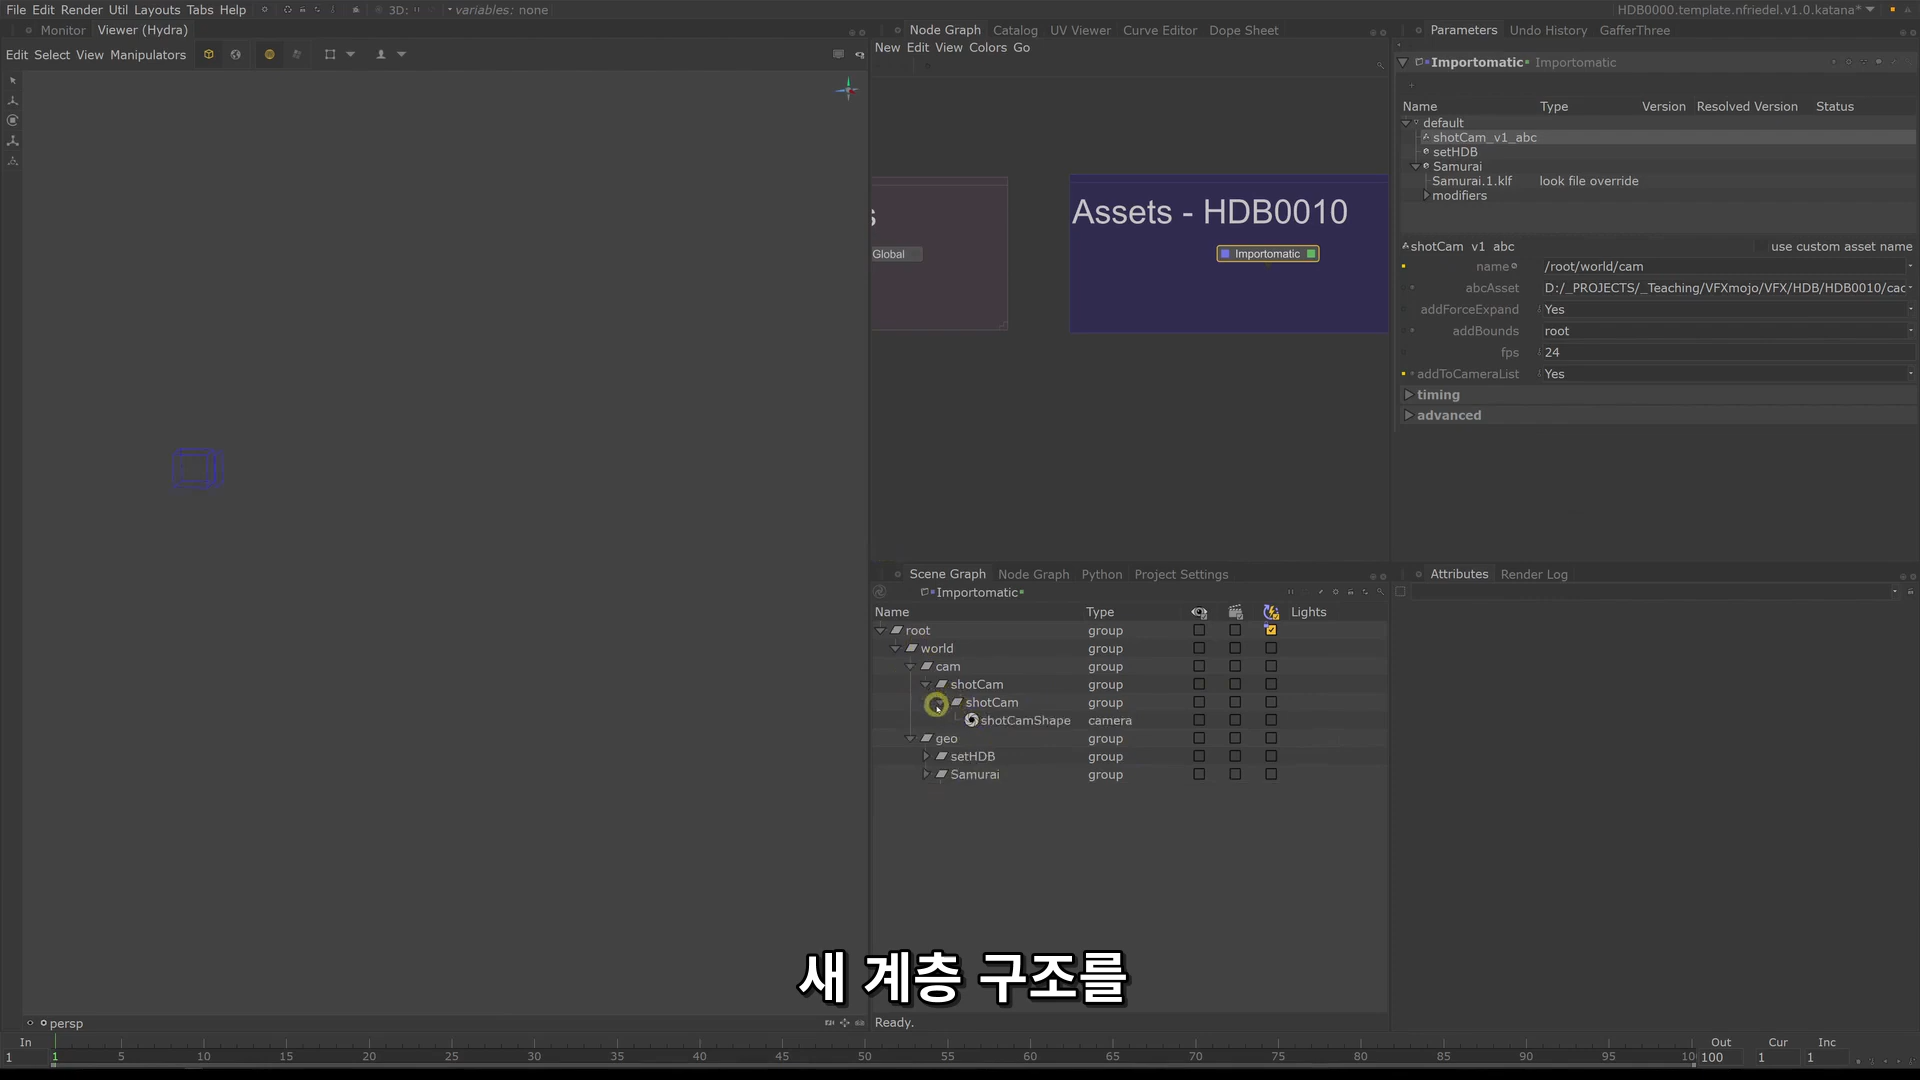 File Edit Render Util Layouts Tabs Help 3D: variables: none HDB0000.template.nfriedel.v1.0.katana*
Monitor Viewer (Hydra)
Edit Select View Manipulators
Node Graph Catalog UV Viewer Curve Editor Dope Sheet
New Edit View Colors Go
s
Global
Assets - HDB0010
Importomatic
Parameters Undo History GafferThree
Importomatic Importomatic
Name Type Version Resolved Version Status
default
shotCam_v1_abc
setHDB
Samurai
Samurai.1.klf look file override
modifiers
shotCam v1 abc use custom asset name
name /root/world/cam
abcAsset D:/_PROJECTS/_Teaching/VFXmojo/VFX/HDB/HDB0010/cac
addForceExpand Yes
addBounds root
fps 24
addToCameraList Yes
timing
advanced
Scene Graph Node Graph Python Project Settings
Importomatic
Name Type Lights
root group
world group
cam group
shotCam group
shotCam group
shotCamShape camera
geo group
setHDB group
Samurai group
Attributes Render Log
새 계층 구조를
persp
Ready.
In Out Cur Inc
1 1 5 10 15 20 25 30 35 40 45 50 55 60 65 70 75 80 85 90 95 10 100 1 1